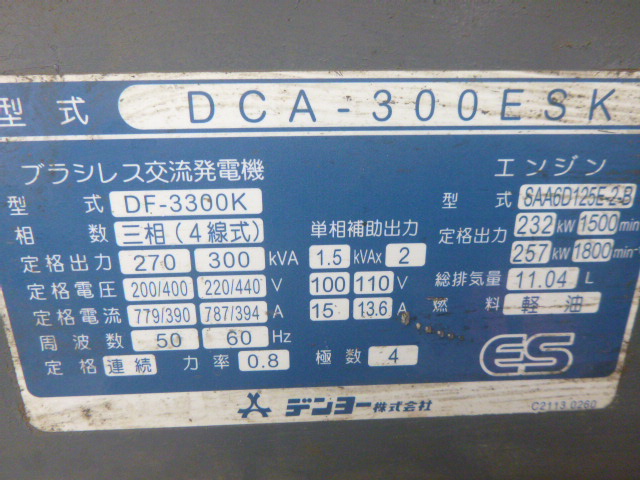 型式 DCA-300ESK
ブラシレス交流発電機
型式 DF-3300K
相数 三相(4線式)
定格出力 270 300 kVA
定格電圧 200/400 220/440 V
定格電流 779/390 787/394 A
周波数 50 60 Hz
定格 連続 力率 0.8 極数 4
単相補助出力
1.5 kVAx 2
100 110 V
15 13.6 A
エンジン
型式 SAA6D125E-2-B
定格出力 232 kW 1500 min-¹
257 kW 1800 min-¹
総排気量 11.04 L
燃料 軽油
ES
デンヨー株式会社
C2113 0260